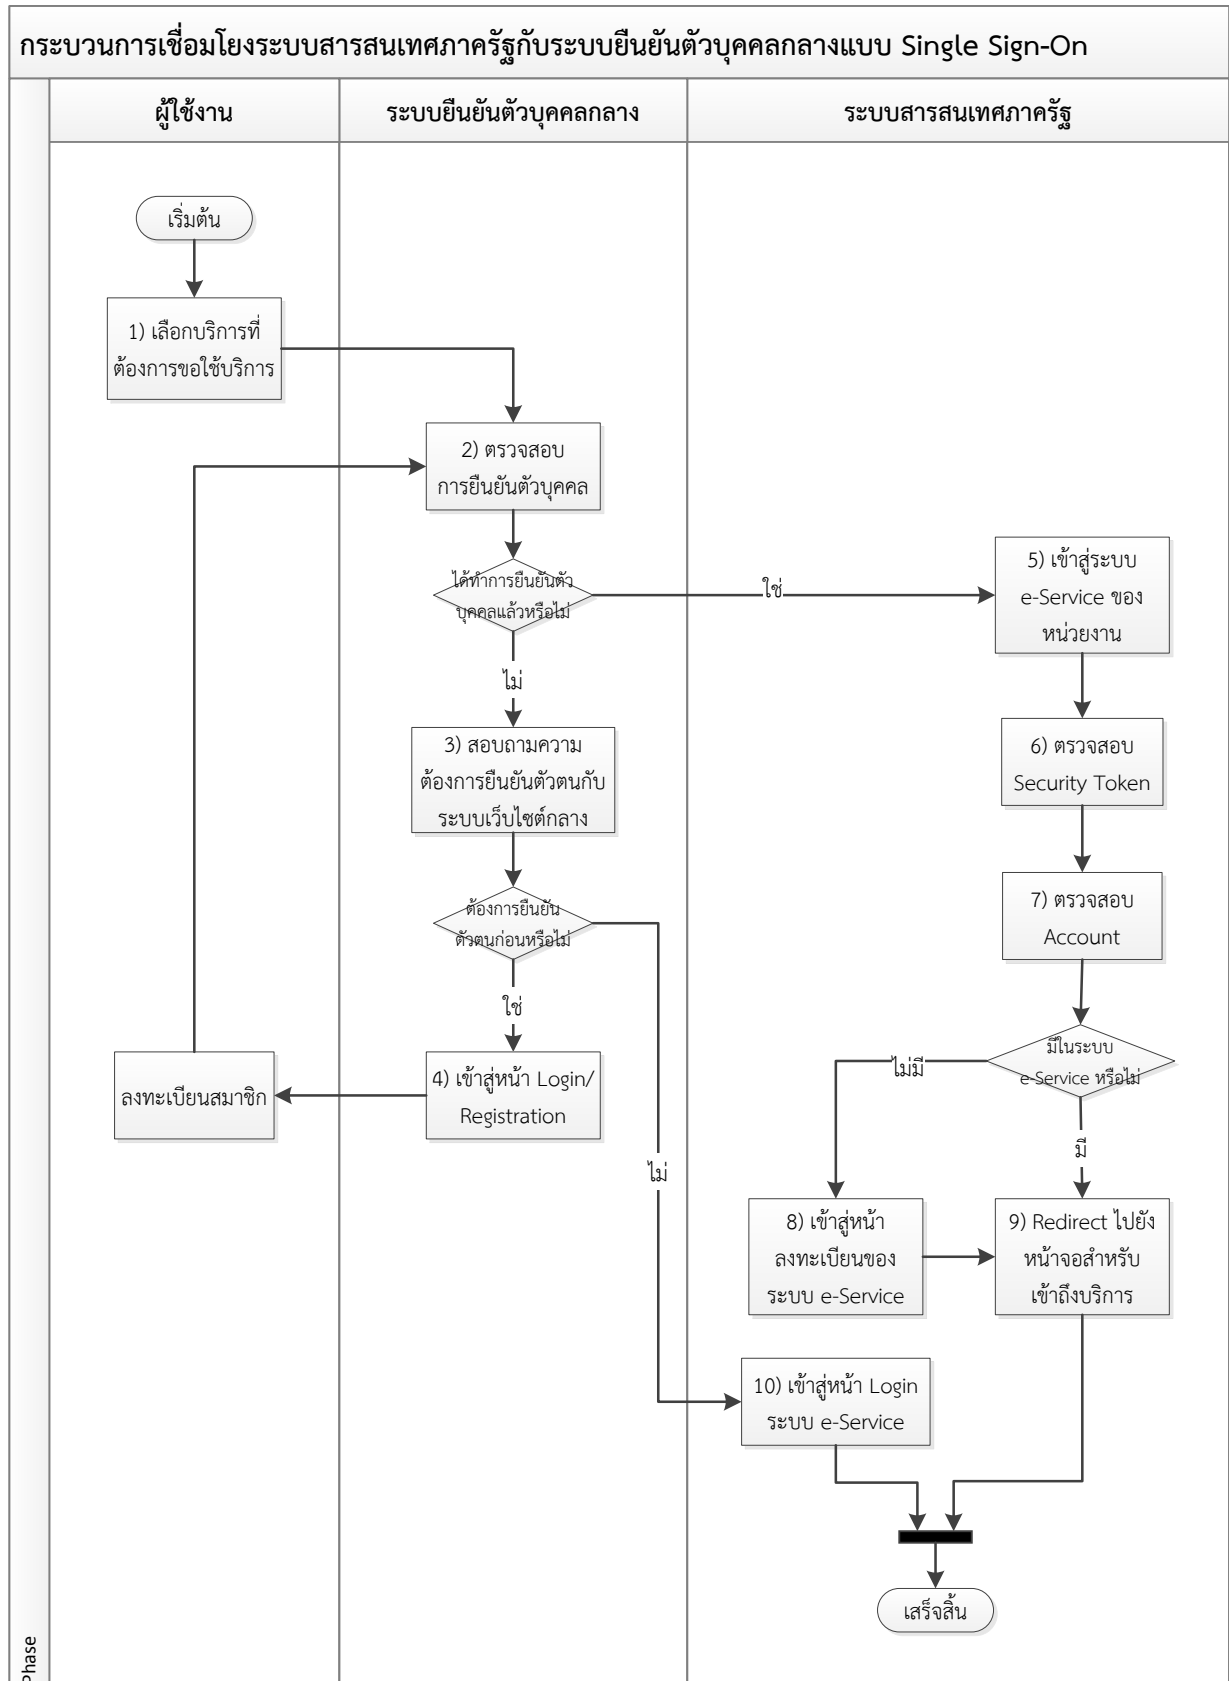 กระบวนการเชื่อมโยงระบบสารสนเทศภาครัฐกับระบบยืนยันตัวบุคคลกลางแบบ Single Sign-On
ผู้ใช้งาน
ระบบยืนยันตัวบุคคลกลาง
ระบบสารสนเทศภาครัฐ
เริ่มต้น
1) เลือกบริการที่
ต้องการขอใช้บริการ
2) ตรวจสอบ
การยืนยันตัวบุคคล
ได้ทำการยืนยันตัว
บุคคลแล้วหรือไม่
ใช่
5) เข้าสู่ระบบ
e-Service ของ
หน่วยงาน
ไม่
3) สอบถามความ
ต้องการยืนยันตัวตนกับ
ระบบเว็บไซต์กลาง
6) ตรวจสอบ
Security Token
ต้องการยืนยัน
ตัวตนก่อนหรือไม่
7) ตรวจสอบ
Account
ใช่
มีในระบบ
e-Service หรือไม่
ไม่มี
ลงทะเบียนสมาชิก
4) เข้าสู่หน้า Login/
Registration
มี
ไม่
8) เข้าสู่หน้า
ลงทะเบียนของ
ระบบ e-Service
9) Redirect ไปยัง
หน้าจอสำหรับ
เข้าถึงบริการ
10) เข้าสู่หน้า Login
ระบบ e-Service
เสร็จสิ้น
Phase